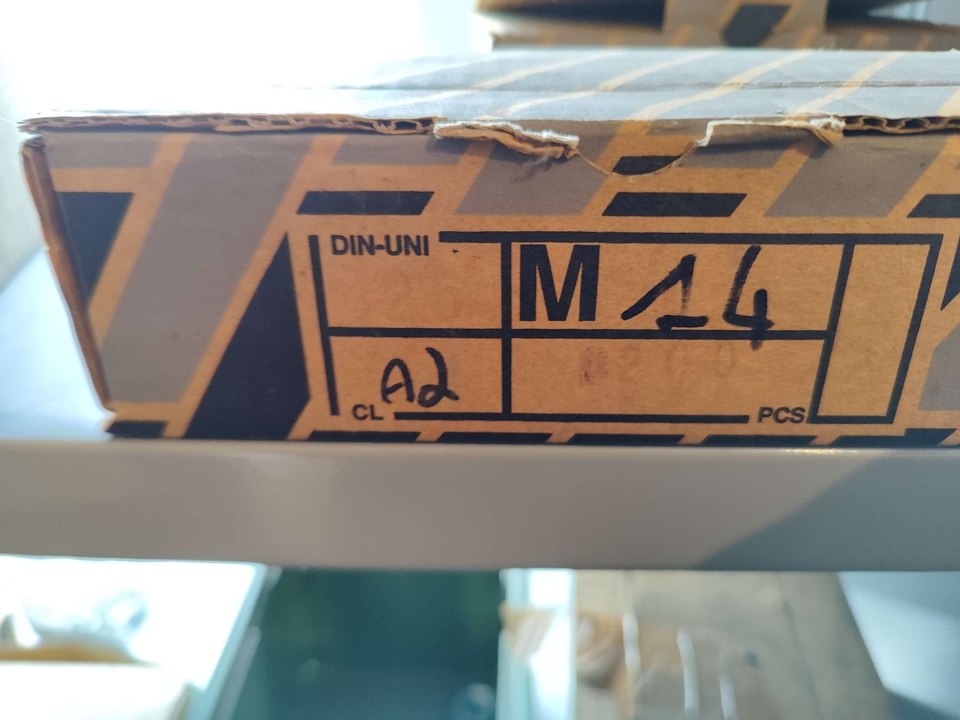 DIN-UNI
M 14
A2
CL
PCS